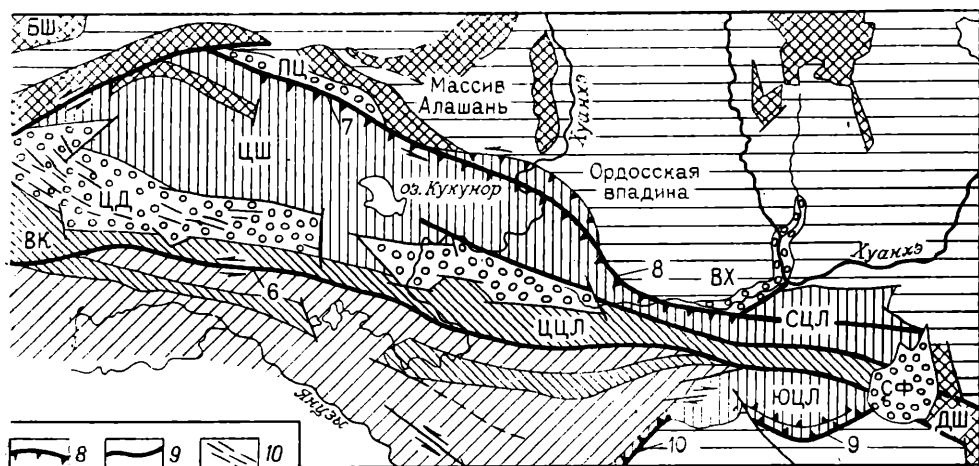 БШ
ПЦ
Массив
Алашань
Хуанхэ
7
ЦШ
оз. Кукунор
Ордосская
впадина
ЦД
ВК
8
ВХ
Хуанхэ
6
ЦЦЛ
СЦЛ
СФ
Янцзы
ЮЦЛ
ДШ
10
9
8
9
10